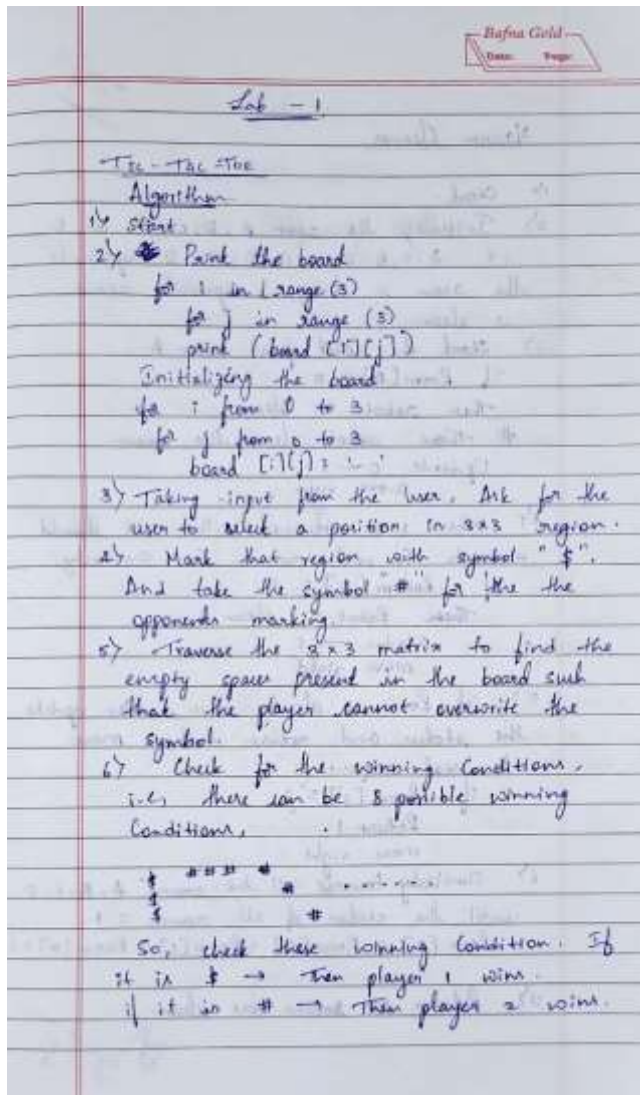 Bafna Gold
Date: Page:
Lab - 1
Tic - Tac - Toe
Algorithm
1) Start
2) Print the board
for i in range (3)
for j in range (3)
print (board [i][j])
Initializing the board
for i from 0 to 3
for j from 0 to 3
board [i][j] = '-'
3) Taking input from the user. Ask for the
user to select a position in 3x3 region.
4) Mark that region with symbol "$".
And take the symbol "#" for the the
opponents marking.
5) Traverse the 3x3 matrix to find the
empty spaces present in the board such
that the player cannot overwrite the
symbol.
6) Check for the winning Conditions.
i.e, there can be 8 possible winning
Conditions,
$ # # # #
$ # .......
$ #
So, check these winning Condition. If
it is $ → Then player 1 wins.
if it is # → Then player 2 wins.